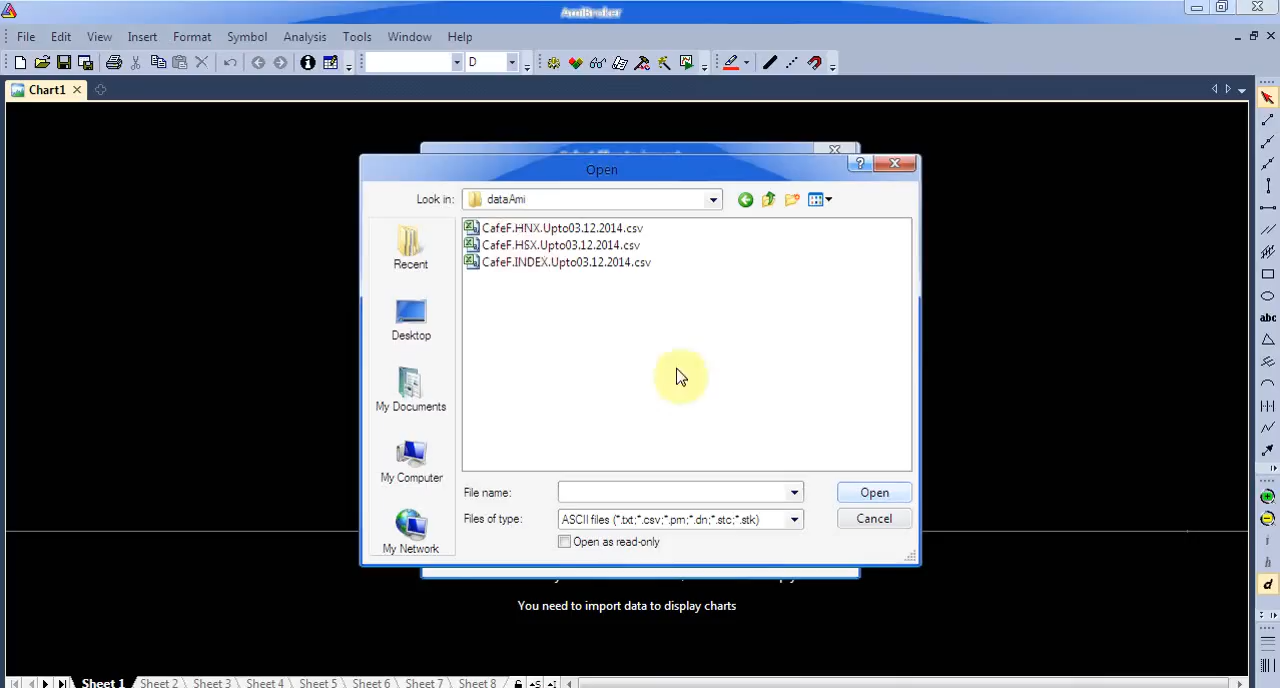 AmiBroker
File Edit View Insert Format Symbol Analysis Tools Window Help
D
Chart1
Open
Look in: dataAmi
CafeF.HNX.Upto03.12.2014.csv
CafeF.HSX.Upto03.12.2014.csv
CafeF.INDEX.Upto03.12.2014.csv
Recent
Desktop
My Documents
My Computer
My Network
File name: Open
Files of type: ASCII files (*.txt;*.csv;*.prn;*.dn;*.stc;*.stk) Cancel
Open as read-only
You need to import data to display charts
abc
i
h
d
Sheet 1 Sheet 2 Sheet 3 Sheet 4 Sheet 5 Sheet 6 Sheet 7 Sheet 8